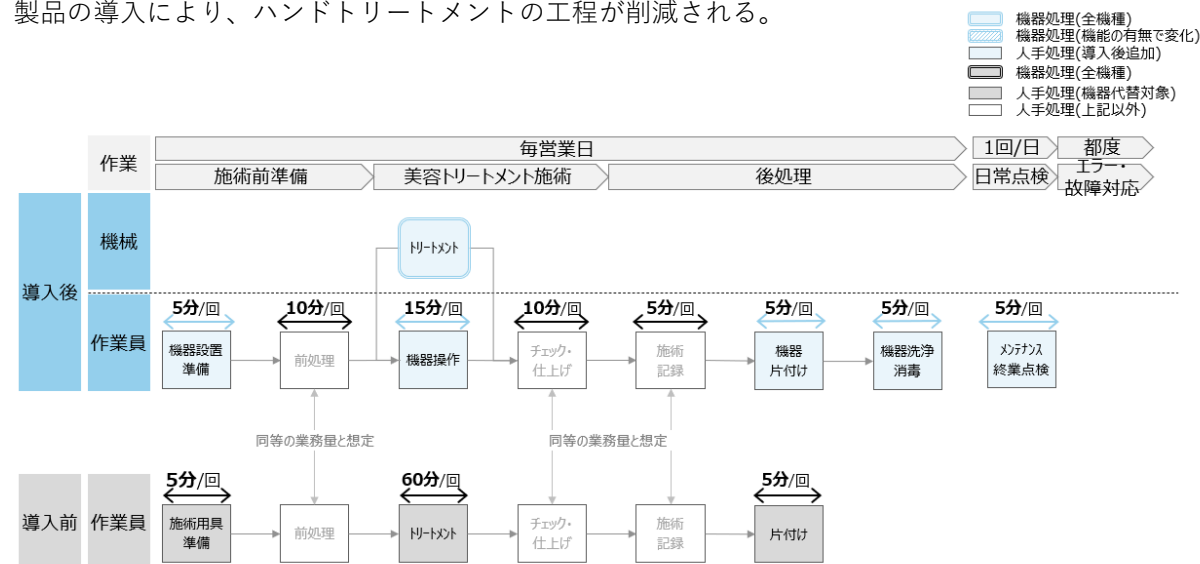 製品の導入により、ハンドトリートメントの工程が削減される。
機器処理(全機種)
機器処理(機能の有無で変化)
人手処理(導入後追加)
機器処理(全機種)
人手処理(機器代替対象)
人手処理(上記以外)
作業
毎営業日
1回/日
都度
施術前準備
美容トリートメント施術
後処理
日常点検
エラー・
故障対応
導入後
機械
トリートメント
作業員
5分/回
10分/回
15分/回
10分/回
5分/回
5分/回
5分/回
5分/回
機器設置
準備
前処理
機器操作
チェック・
仕上げ
施術
記録
機器
片付け
機器洗浄
消毒
メンテナンス
終業点検
同等の業務量と想定
同等の業務量と想定
導入前
作業員
5分/回
60分/回
5分/回
施術用具
準備
前処理
トリートメント
チェック・
仕上げ
施術
記録
片付け